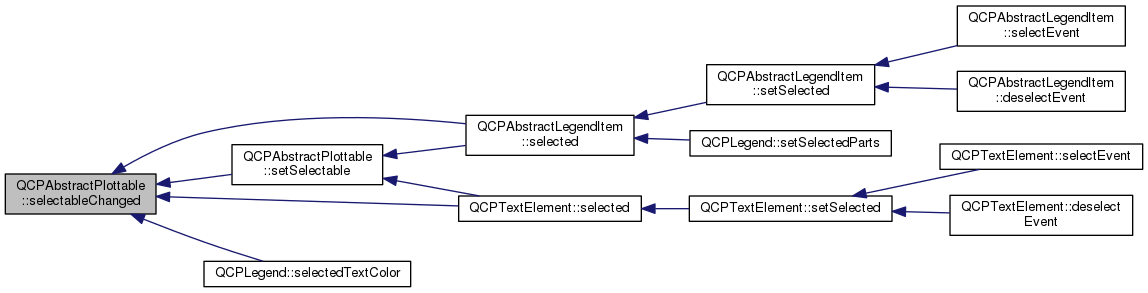 QCPAbstractLegendItem
::selectEvent
QCPAbstractLegendItem
::setSelected
QCPAbstractLegendItem
::deselectEvent
QCPAbstractLegendItem
::selected
QCPLegend::setSelectedParts
QCPAbstractPlottable
::setSelectable
QCPTextElement::selectEvent
QCPAbstractPlottable
::selectableChanged
QCPTextElement::selected
QCPTextElement::setSelected
QCPTextElement::deselect
Event
QCPLegend::selectedTextColor